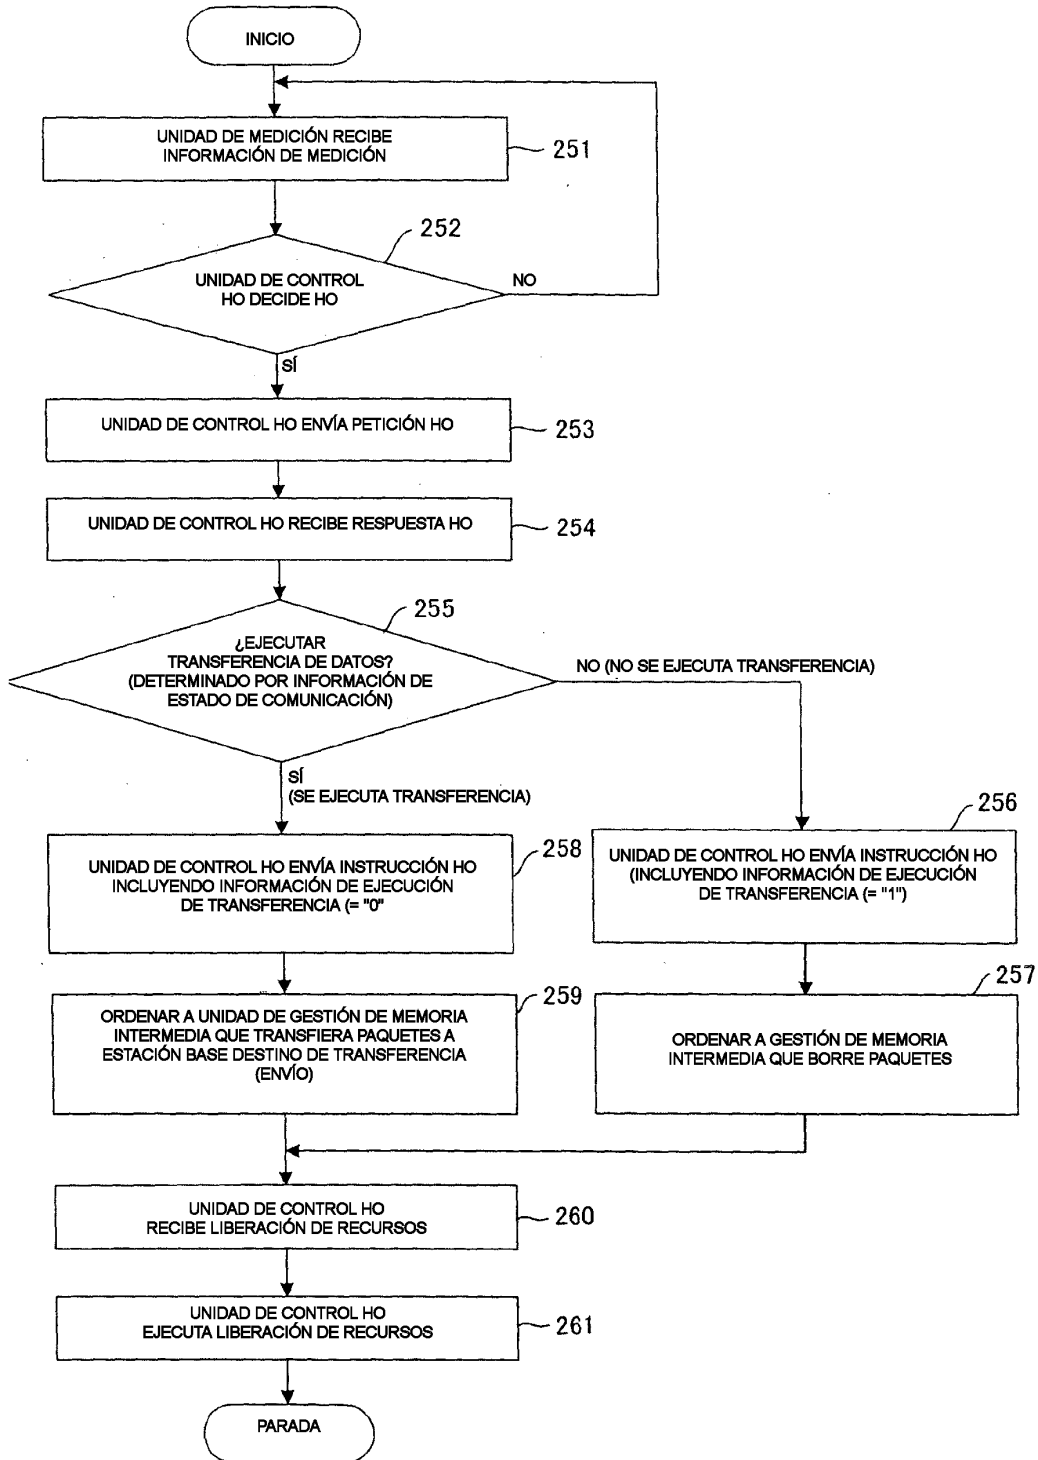 INICIO
UNIDAD DE MEDICIÓN RECIBE
INFORMACIÓN DE MEDICIÓN
251
252
UNIDAD DE CONTROL
HO DECIDE HO
NO
SÍ
UNIDAD DE CONTROL HO ENVÍA PETICIÓN HO
253
UNIDAD DE CONTROL HO RECIBE RESPUESTA HO
254
255
¿EJECUTAR
TRANSFERENCIA DE DATOS?
(DETERMINADO POR INFORMACIÓN DE
ESTADO DE COMUNICACIÓN)
NO (NO SE EJECUTA TRANSFERENCIA)
SÍ
(SE EJECUTA TRANSFERENCIA)
256
UNIDAD DE CONTROL HO ENVÍA INSTRUCCIÓN HO
(INCLUYENDO INFORMACIÓN DE EJECUCIÓN
DE TRANSFERENCIA (= "1")
258
UNIDAD DE CONTROL HO ENVÍA INSTRUCCIÓN HO
INCLUYENDO INFORMACIÓN DE EJECUCIÓN
DE TRANSFERENCIA (= "0"
257
ORDENAR A GESTIÓN DE MEMORIA
INTERMEDIA QUE BORRE PAQUETES
259
ORDENAR A UNIDAD DE GESTIÓN DE MEMORIA
INTERMEDIA QUE TRANSFIERA PAQUETES A
ESTACIÓN BASE DESTINO DE TRANSFERENCIA
(ENVÍO)
UNIDAD DE CONTROL HO
RECIBE LIBERACIÓN DE RECURSOS
260
UNIDAD DE CONTROL HO
EJECUTA LIBERACIÓN DE RECURSOS
261
PARADA